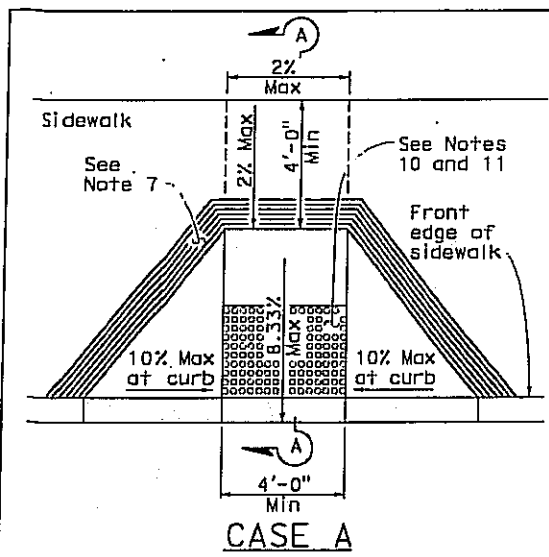 A
2%
Max
Sidewalk
2% Max
4'-0"
Min
See Notes
10 and 11
See
Note 7
Front
edge of
sidewalk
8.33%
Max
10% Max
at curb
10% Max
at curb
A
4'-0"
Min
CASE A